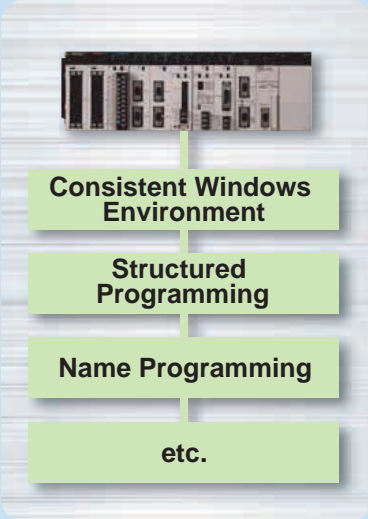 Consistent Windows
Environment
Structured
Programming
Name Programming
etc.